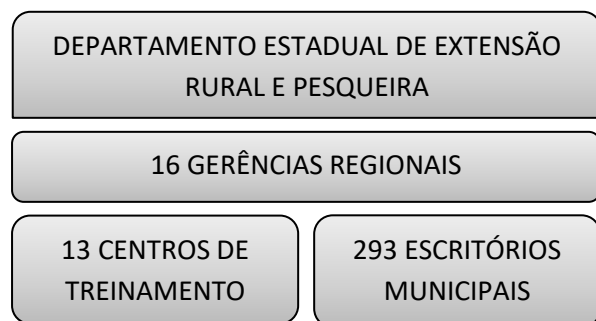 DEPARTAMENTO ESTADUAL DE EXTENSÃO
RURAL E PESQUEIRA
16 GERÊNCIAS REGIONAIS
13 CENTROS DE
TREINAMENTO
293 ESCRITÓRIOS
MUNICIPAIS